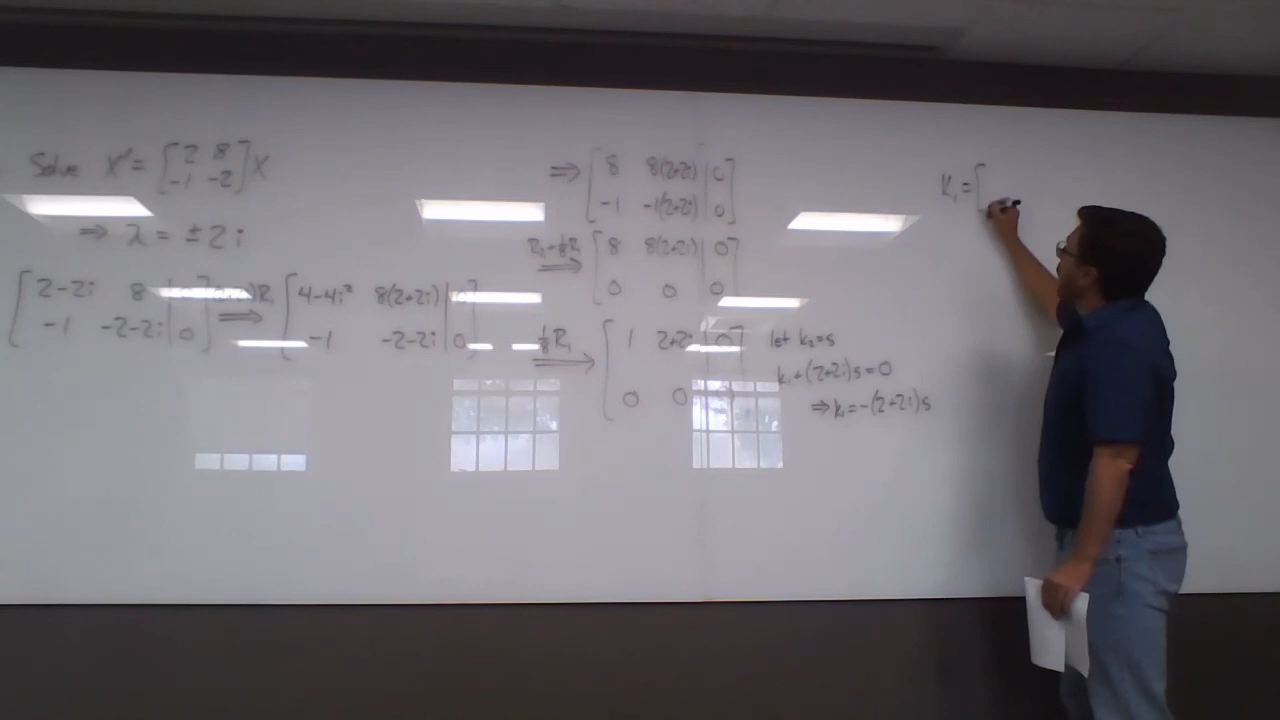 Solve X' = [2 8; -1 -2] X
⇒ λ = ±2i
[2-2i 8 | 0; -1 -2-2i | 0] R₁ ⇒ [4-4i² 8(2+2i) | 0; -1 -2-2i | 0]
⇒ [8 8(2+2i) | 0; -1 -1(2+2i) | 0]
R₂+⅛R₁ ⇒ [8 8(2+2i) | 0; 0 0 | 0]
⅛R₁ ⇒ [1 2+2i | 0; 0 0 | 0]
let k₂=s
k₁+(2+2i)s=0
⇒ k₁=-(2+2i)s
K₁ = [